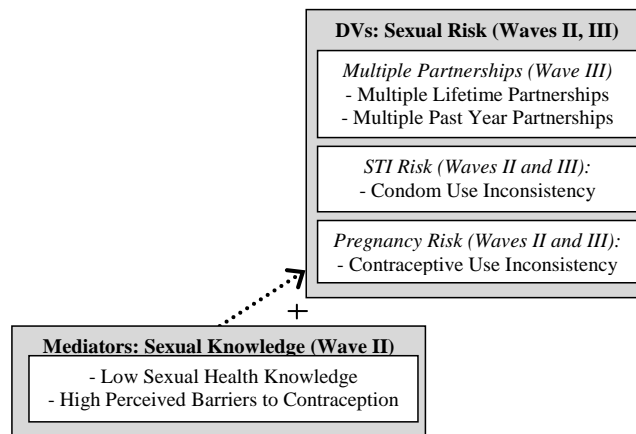 DVs: Sexual Risk (Waves II, III)
Multiple Partnerships (Wave III)
- Multiple Lifetime Partnerships
- Multiple Past Year Partnerships
STI Risk (Waves II and III):
- Condom Use Inconsistency
Pregnancy Risk (Waves II and III):
- Contraceptive Use Inconsistency
+
Mediators: Sexual Knowledge (Wave II)
- Low Sexual Health Knowledge
- High Perceived Barriers to Contraception